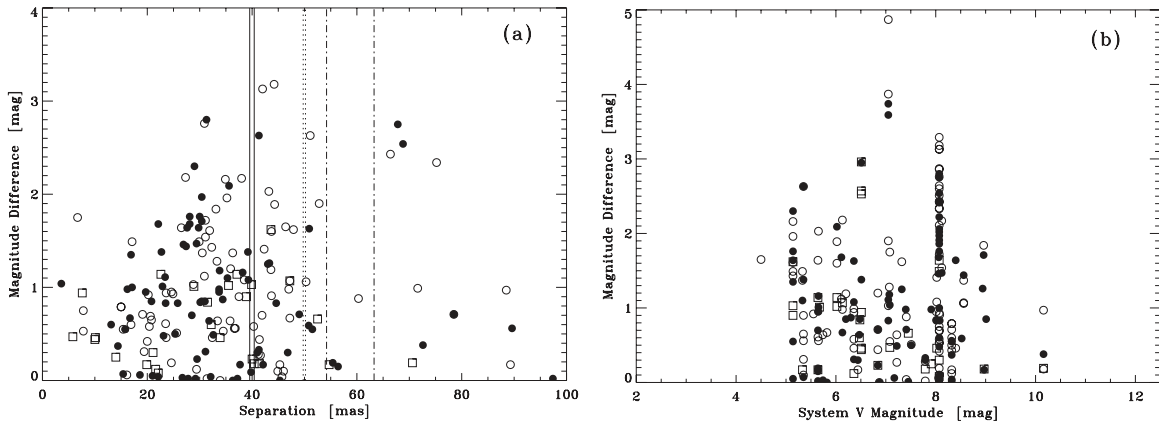 (a)
Magnitude Difference [mag]
4
3
2
1
0
0 20 40 60 80 100
Separation [mas]
(b)
Magnitude Difference [mag]
5
4
3
2
1
0
2 4 6 8 10 12
System V Magnitude [mag]